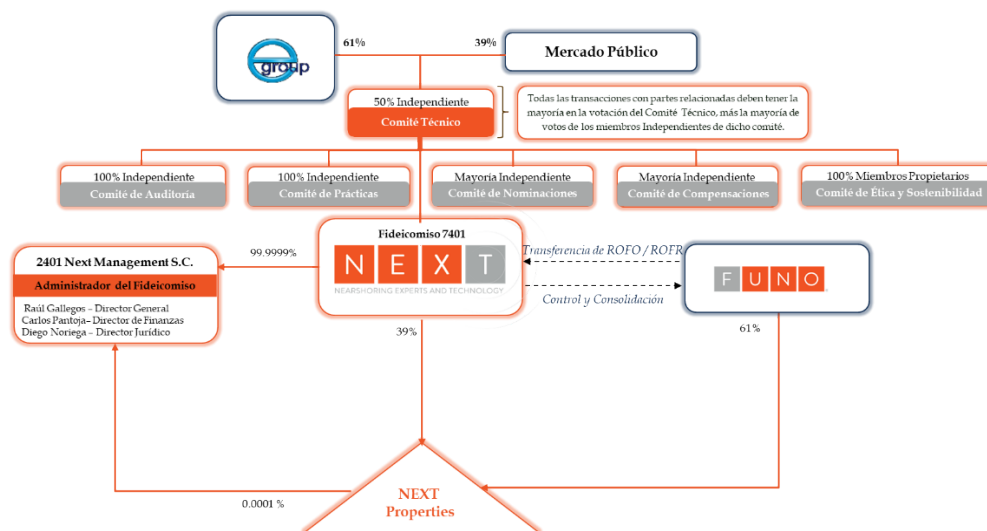 e group
61%
39%
Mercado Público
50% Independiente
Comité Técnico
Todas las transacciones con partes relacionadas deben tener la
mayoría en la votación del Comité Técnico, más la mayoría de
votos de los miembros Independientes de dicho comité.
100% Independiente
Comité de Auditoría
100% Independiente
Comité de Prácticas
Mayoría Independiente
Comité de Nominaciones
Mayoría Independiente
Comité de Compensaciones
100% Miembros Propietarios
Comité de Ética y Sostenibilidad
Fideicomiso 7401
NEXT
NEARSHORING EXPERTS AND TECHNOLOGY
99.9999%
2401 Next Management S.C.
Administrador del Fideicomiso
Raúl Gallegos – Director General
Carlos Pantoja– Director de Finanzas
Diego Noriega – Director Jurídico
Transferencia de ROFO / ROFR
Control y Consolidación
FUNO
39%
61%
0.0001 %
NEXT
Properties